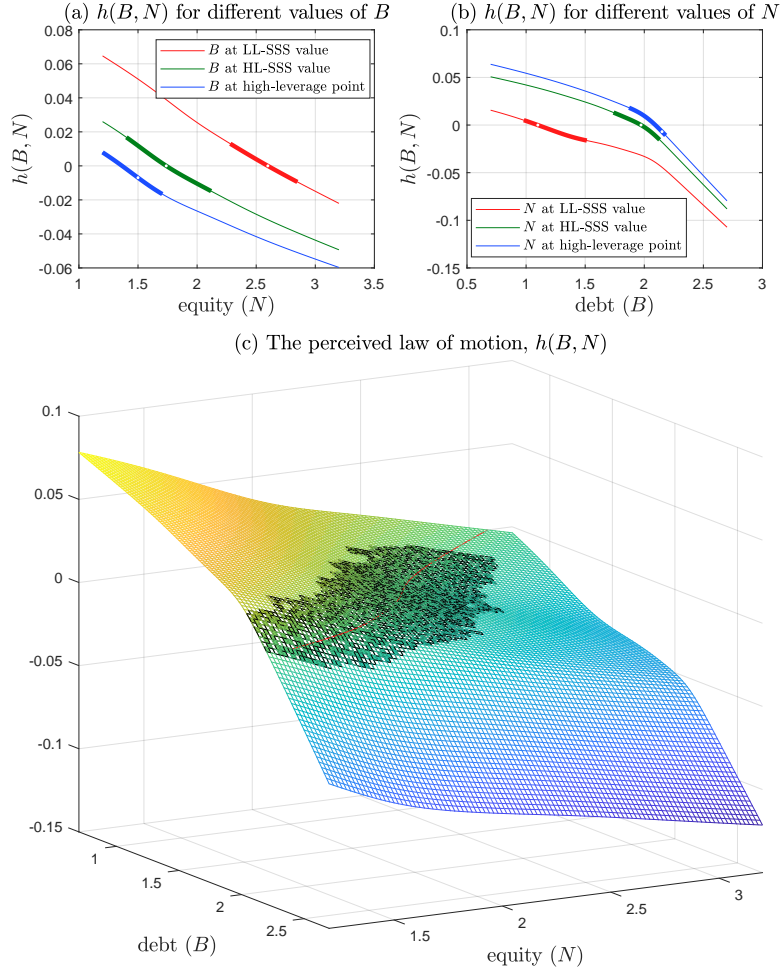 (a) h(B, N) for different values of B
0.08
0.06
0.04
0.02
0
-0.02
-0.04
-0.06
h(B, N)
B at LL-SSS value
B at HL-SSS value
B at high-leverage point
1
1.5
2
2.5
3
3.5
equity (N)
(b) h(B, N) for different values of N
0.1
0.05
0
-0.05
-0.1
-0.15
h(B, N)
N at LL-SSS value
N at HL-SSS value
N at high-leverage point
0.5
1
1.5
2
2.5
3
debt (B)
(c) The perceived law of motion, h(B, N)
0.1
0.05
0
-0.05
-0.1
-0.15
1
1.5
2
2.5
debt (B)
1.5
2
2.5
3
equity (N)